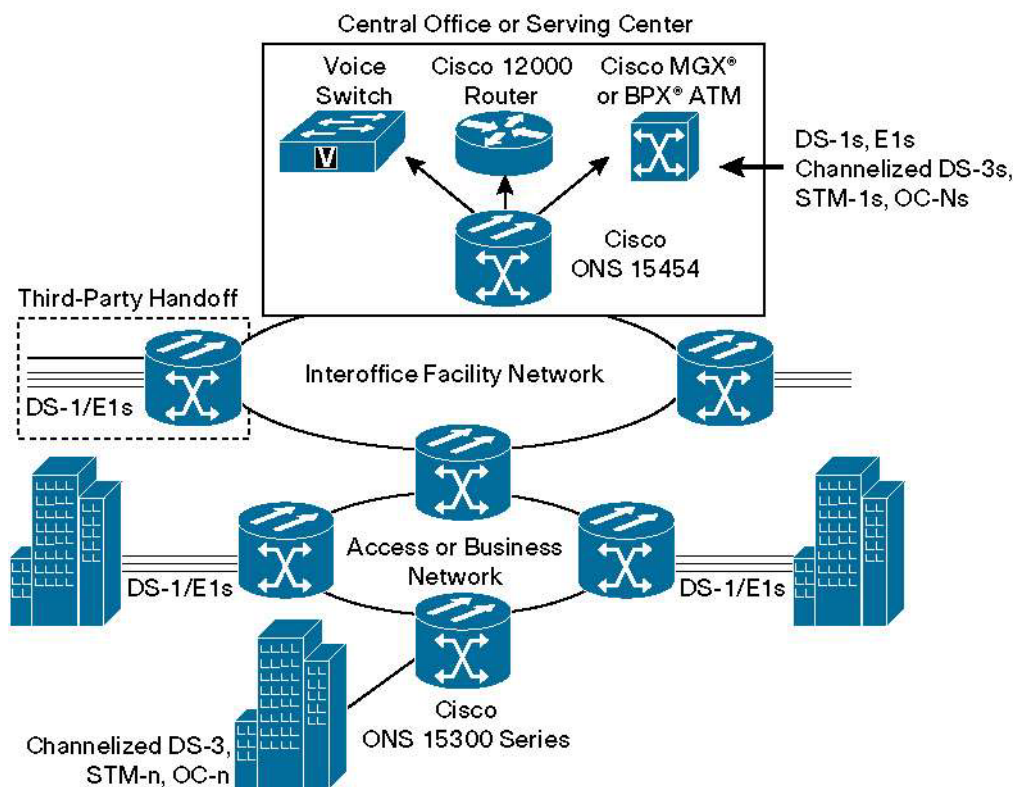 Central Office or Serving Center
Voice
Switch
Cisco 12000
Router
Cisco MGX®
or BPX® ATM
V
DS-1s, E1s
Channelized DS-3s,
STM-1s, OC-Ns
Cisco
ONS 15454
Third-Party Handoff
DS-1/E1s
Interoffice Facility Network
Access or Business
Network
DS-1/E1s
DS-1/E1s
Cisco
ONS 15300 Series
Channelized DS-3,
STM-n, OC-n